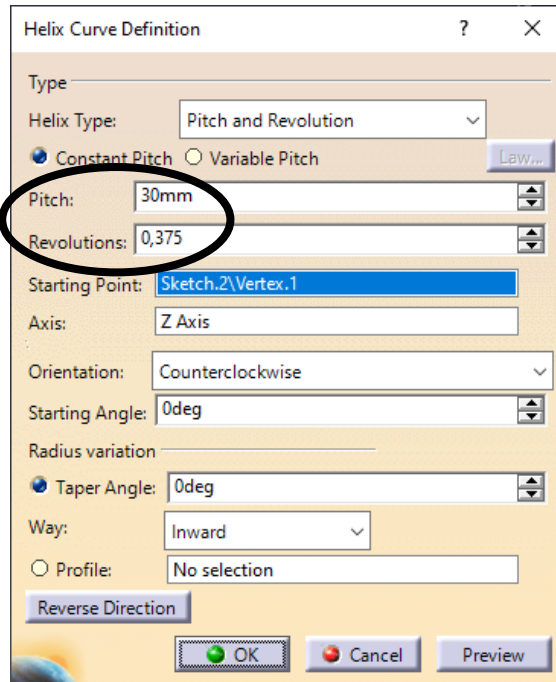 Helix Curve Definition ?
Type
Helix Type: Pitch and Revolution
Constant Pitch Variable Pitch Law...
Pitch: 30mm
Revolutions: 0,375
Starting Point: Sketch.2\Vertex.1
Axis: Z Axis
Orientation: Counterclockwise
Starting Angle: 0deg
Radius variation
Taper Angle: 0deg
Way: Inward
Profile: No selection
Reverse Direction
OK Cancel Preview